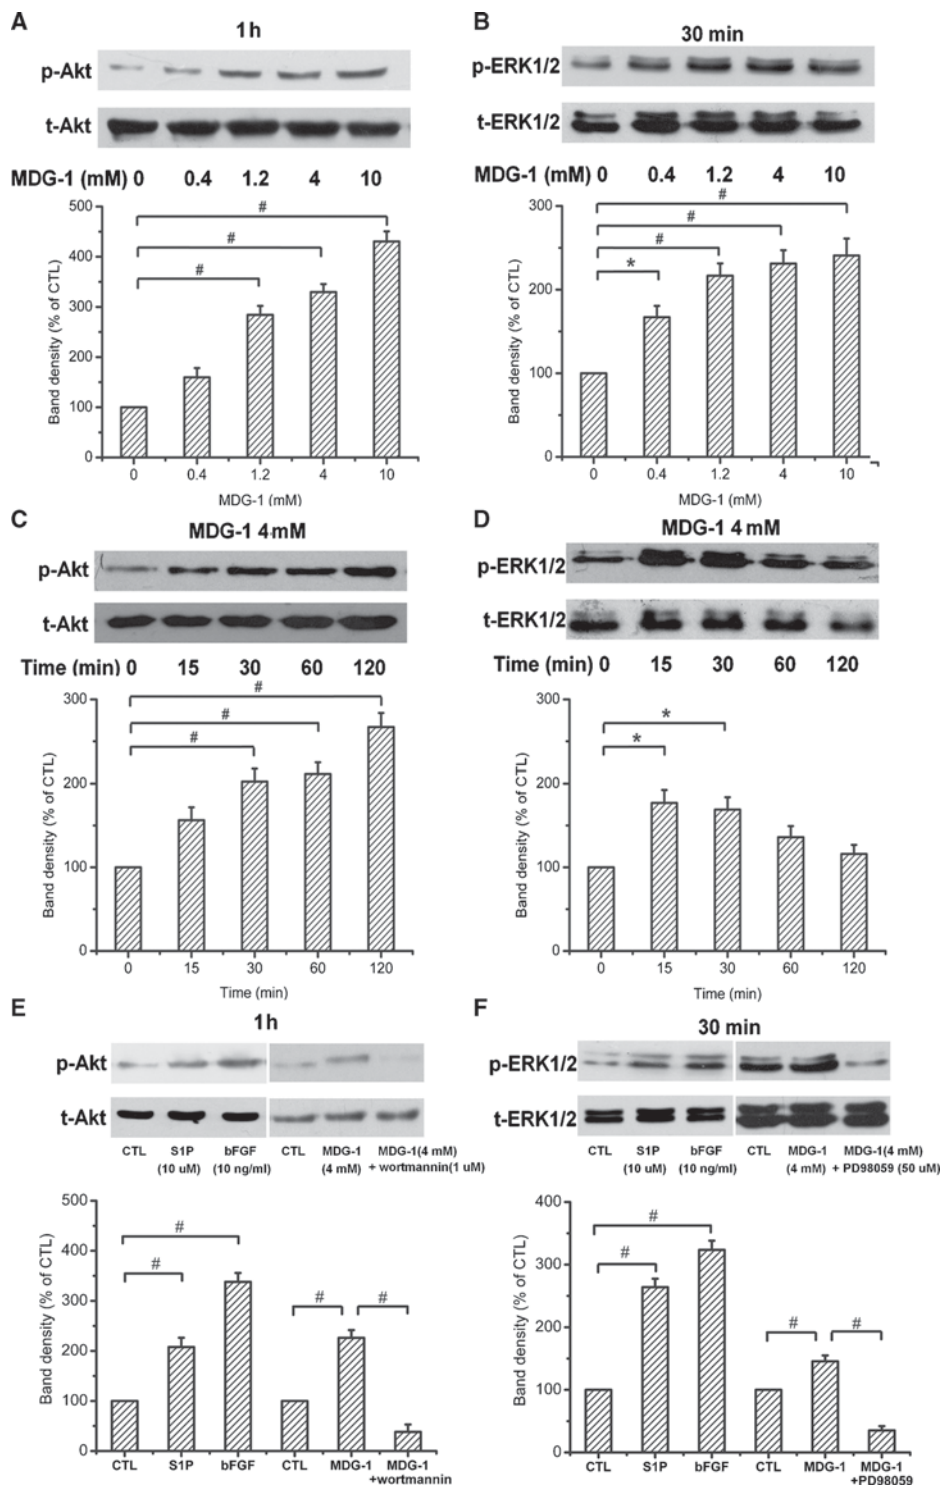 A
1h
p-Akt
t-Akt
MDG-1 (mM) 0 0.4 1.2 4 10
500
400
300
200
100
0
Band density (% of CTL)
#
#
#
0 0.4 1.2 4 10
MDG-1 (mM)
B
30 min
p-ERK1/2
t-ERK1/2
MDG-1 (mM) 0 0.4 1.2 4 10
300
200
100
0
Band density (% of CTL)
#
#
#
*
0 0.4 1.2 4 10
MDG-1 (mM)
C
MDG-1 4 mM
p-Akt
t-Akt
Time (min) 0 15 30 60 120
300
200
100
0
Band density (% of CTL)
#
#
#
0 15 30 60 120
Time (min)
D
MDG-1 4 mM
p-ERK1/2
t-ERK1/2
Time (min) 0 15 30 60 120
300
200
100
0
Band density (% of CTL)
*
*
0 15 30 60 120
Time (min)
E
1h
p-Akt
t-Akt
CTL S1P bFGF CTL MDG-1 MDG-1(4 mM)
(10 uM) (10 ng/ml) (4 mM) + wortmannin(1 uM)
500
400
300
200
100
0
Band density (% of CTL)
#
#
# #
CTL S1P bFGF CTL MDG-1 MDG-1
+wortmannin
F
30 min
p-ERK1/2
t-ERK1/2
CTL S1P bFGF CTL MDG-1 MDG-1(4 mM)
(10 uM) (10 ng/ml) (4 mM) + PD98059 (50 uM)
400
300
200
100
0
Band density (% of CTL)
#
#
# #
CTL S1P bFGF CTL MDG-1 MDG-1
+PD98059